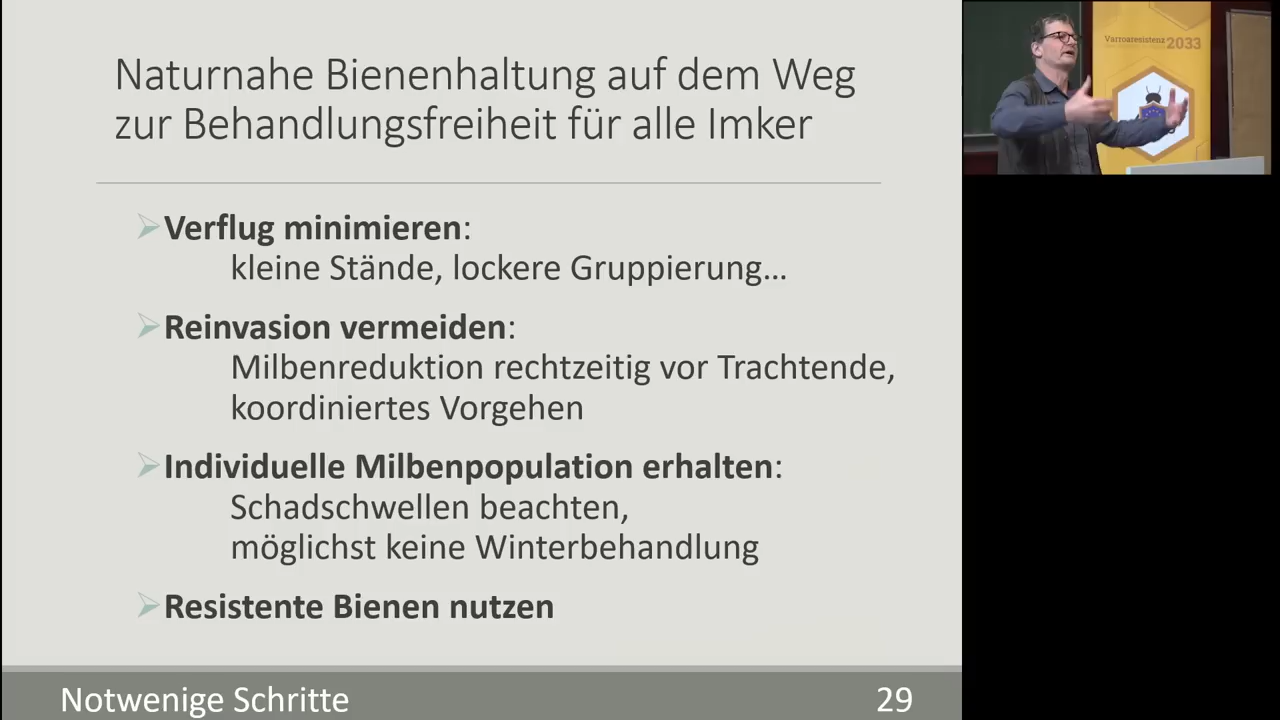 Naturnahe Bienenhaltung auf dem Weg
zur Behandlungsfreiheit für alle Imker
Verflug minimieren:
kleine Stände, lockere Gruppierung...
Reinvasion vermeiden:
Milbenreduktion rechtzeitig vor Trachtende,
koordiniertes Vorgehen
Individuelle Milbenpopulation erhalten:
Schadschwellen beachten,
möglichst keine Winterbehandlung
Resistente Bienen nutzen
Notwenige Schritte
29
Varroaresistenz 2033